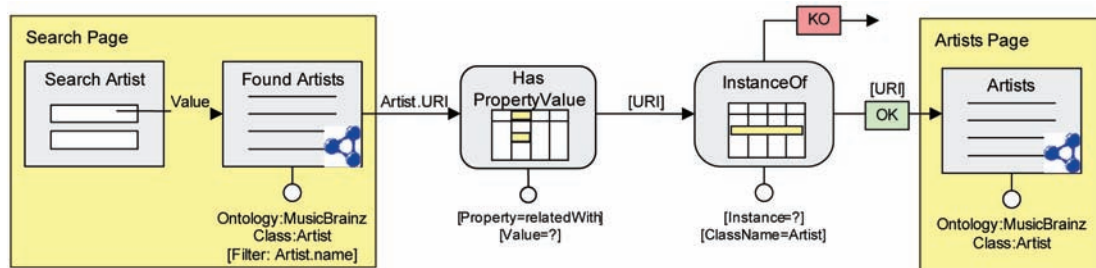 Search Page
Search Artist
Value
Found Artists
Ontology:MusicBrainz
Class:Artist
[Filter: Artist.name]
Artist.URI
Has
PropertyValue
[Property=relatedWith]
[Value=?]
[URI]
InstanceOf
[Instance=?]
[ClassName=Artist]
KO
[URI]
OK
Artists Page
Artists
Ontology:MusicBrainz
Class:Artist